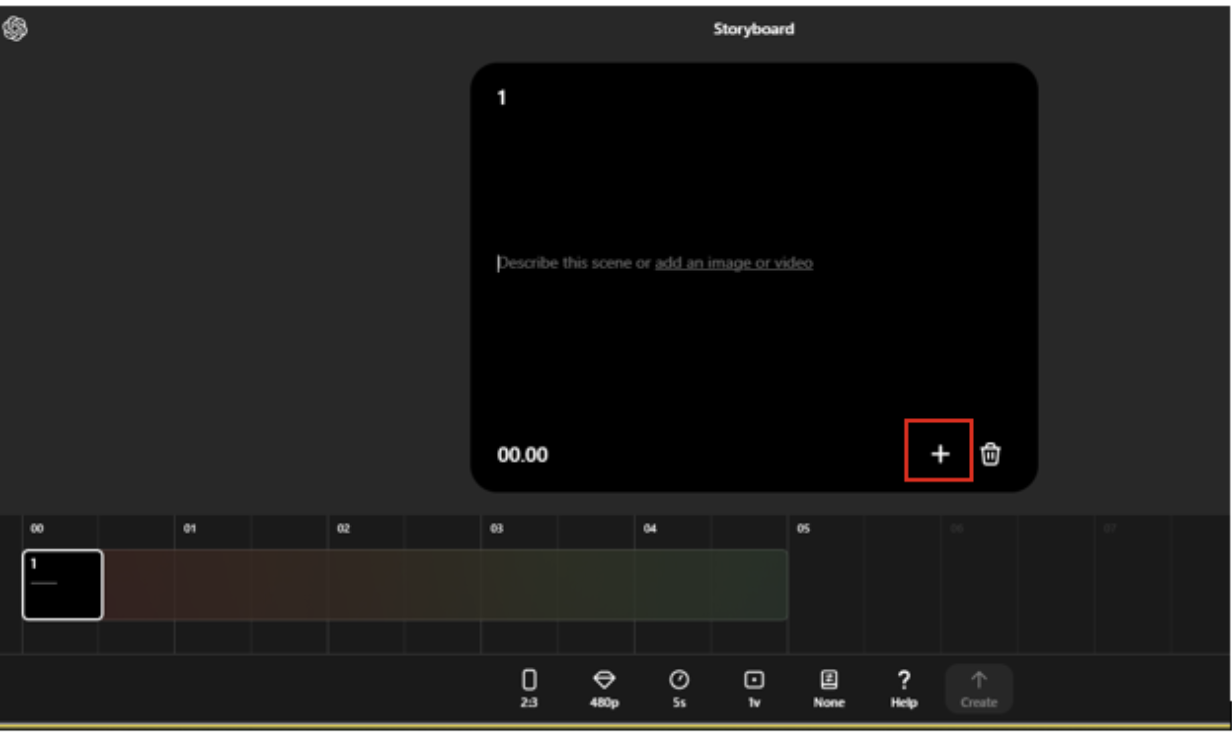 Storyboard
1
Describe this scene or add an image or video
00.00
00 01 02 03 04 05 06 07
1
2:3 480p 5s 1v None Help Create